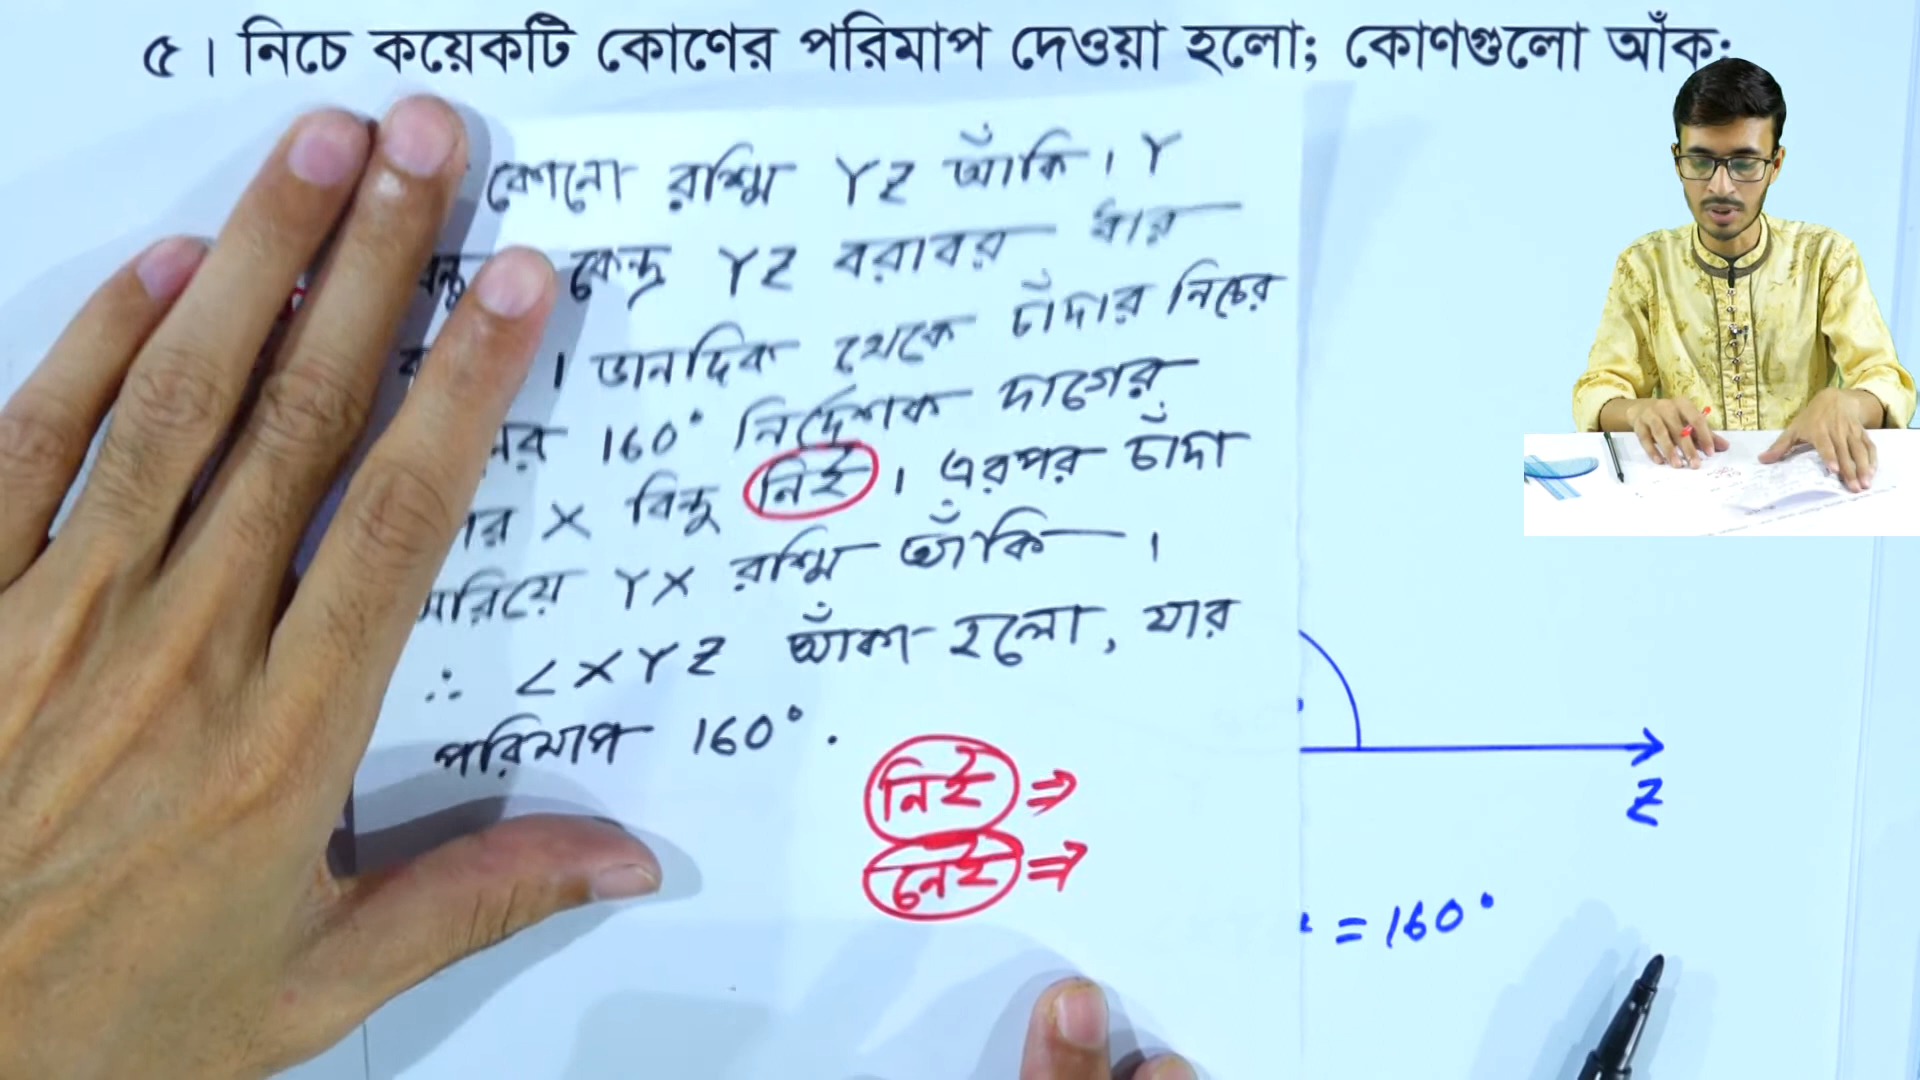 ৫। নিচে কয়েকটি কোণের পরিমাপ দেওয়া হলো; কোণগুলো আঁক:
কোনো রশ্মি YZ আঁকি। Y
কেন্দ্র YZ বরাবর ধার
। ডানদিক থেকে চাঁদার নিচের
160° নির্দেশক দাগের
X বিন্দু নিই। এরপর চাঁদা
সরিয়ে YX রশ্মি আঁকি।
∴ ∠XYZ আঁকা হলো, যার
পরিমাপ 160°.
নিই ⇒
নেই ⇒
Z
= 160°